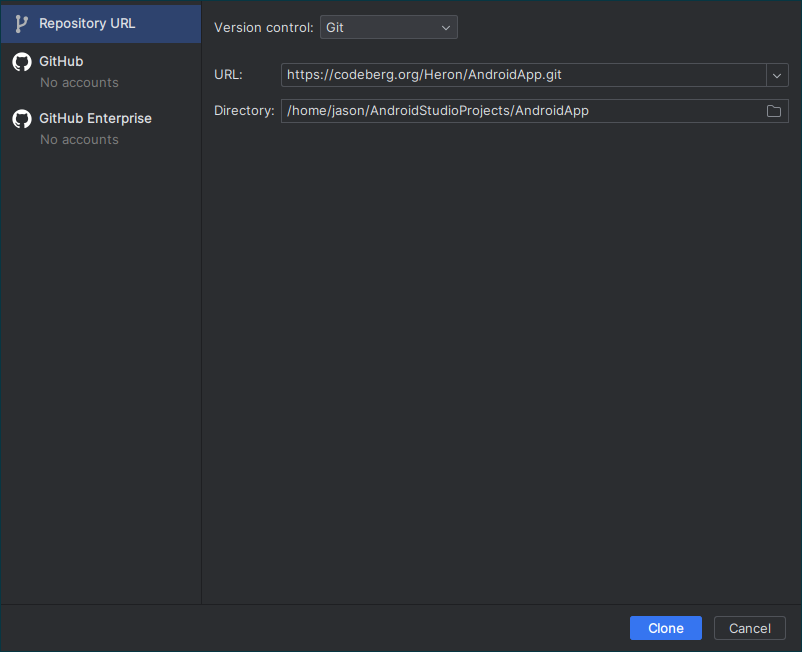 Repository URL
GitHub
No accounts
GitHub Enterprise
No accounts
Version control: Git
URL: https://codeberg.org/Heron/AndroidApp.git
Directory: /home/jason/AndroidStudioProjects/AndroidApp
Clone Cancel